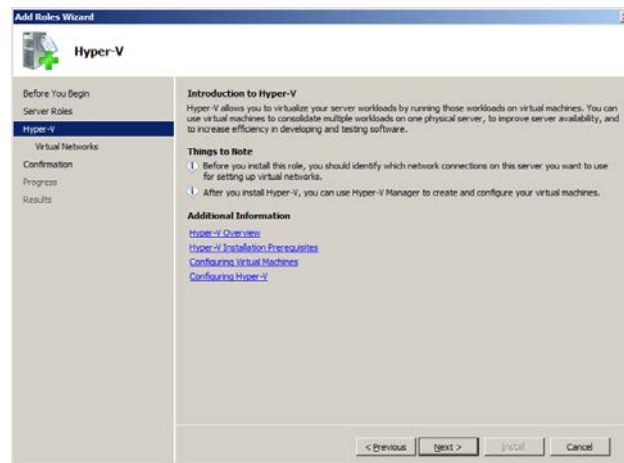 Add Roles Wizard
Hyper-V
Before You Begin
Server Roles
Hyper-V
Virtual Networks
Confirmation
Progress
Results
Introduction to Hyper-V
Hyper-V allows you to virtualize your server workloads by running those workloads on virtual machines. You can
use virtual machines to consolidate multiple workloads on one physical server, to improve server availability, and
to increase efficiency in developing and testing software.
Things to Note
Before you install this role, you should identify which network connections on this server you want to use
for setting up virtual networks.
After you install Hyper-V, you can use Hyper-V Manager to create and configure your virtual machines.
Additional Information
Hyper-V Overview
Hyper-V Installation Prerequisites
Configuring Virtual Machines
Configuring Hyper-V
< Previous Next > Install Cancel